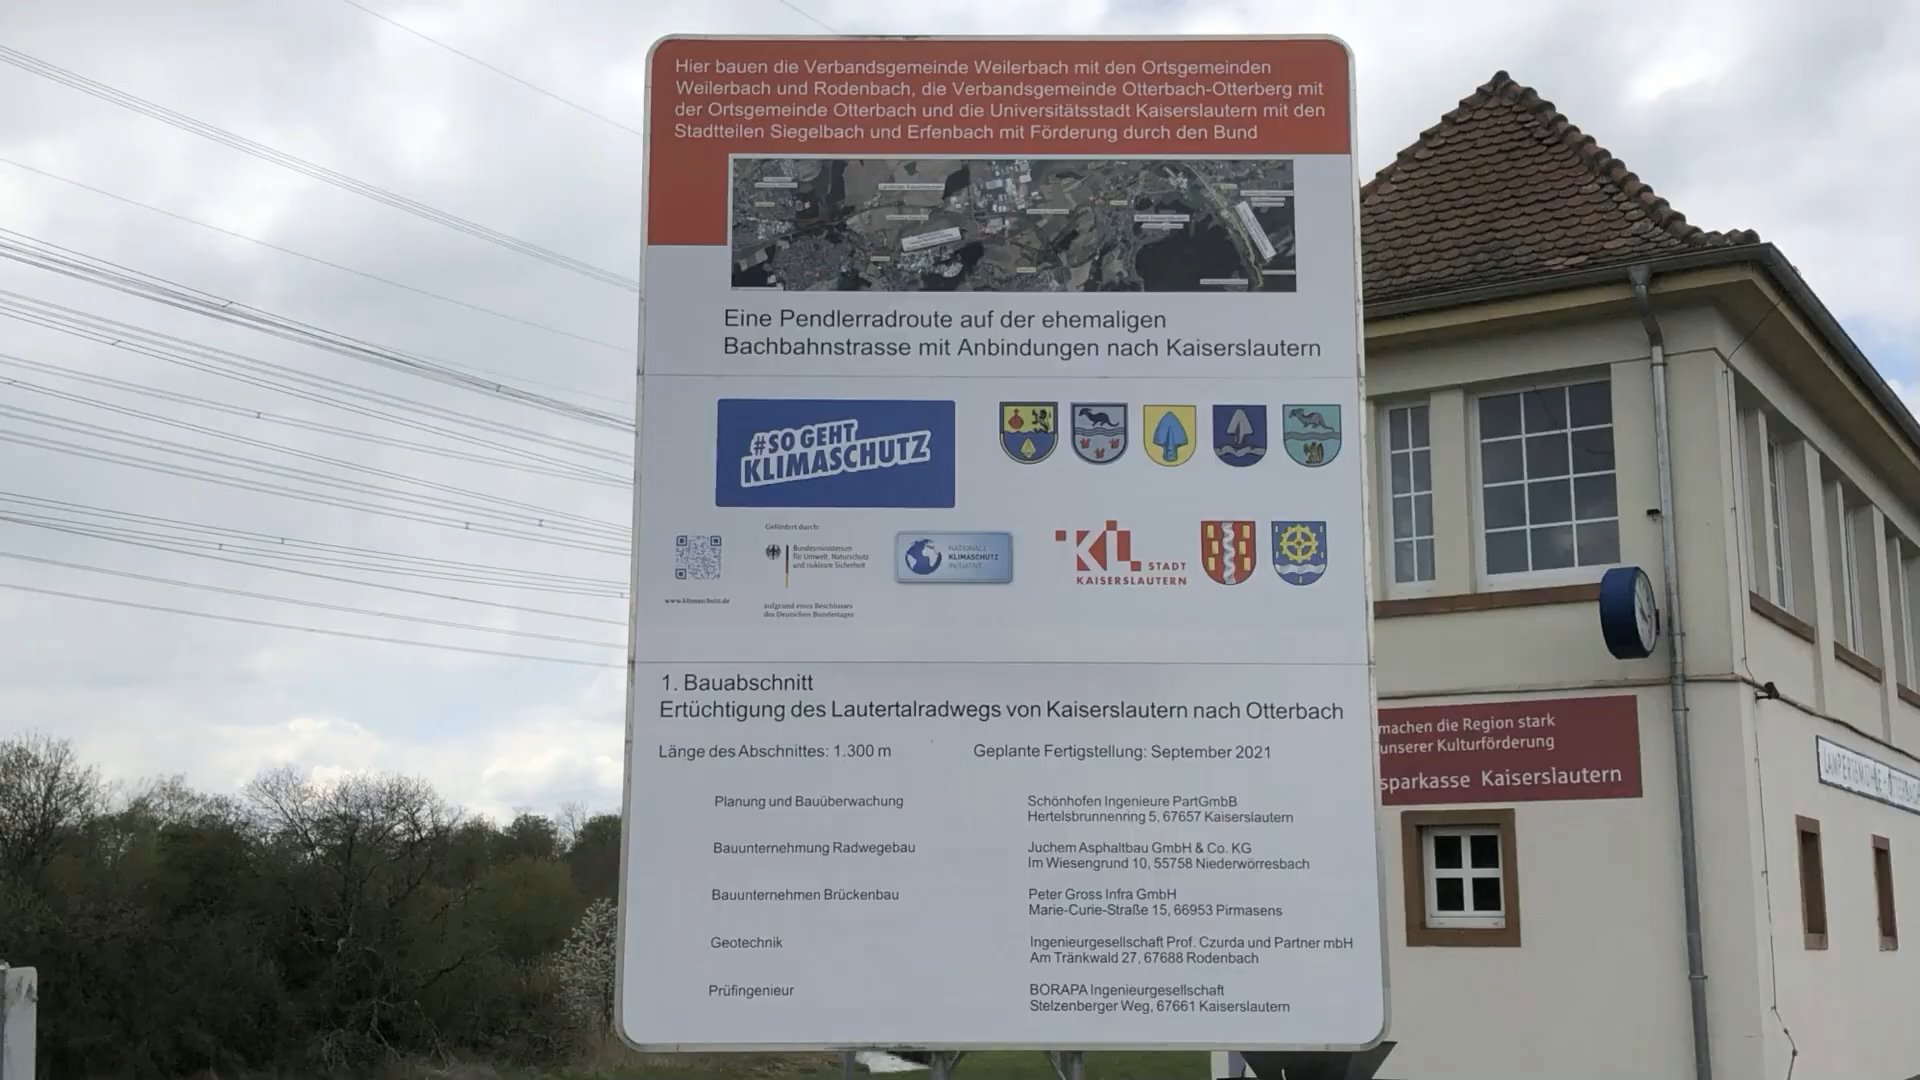 Hier bauen die Verbandsgemeinde Weilerbach mit den Ortsgemeinden
Weilerbach und Rodenbach, die Verbandsgemeinde Otterbach-Otterberg mit
der Ortsgemeinde Otterbach und die Universitätsstadt Kaiserslautern mit den
Stadtteilen Siegelbach und Erfenbach mit Förderung durch den Bund
Eine Pendlerradroute auf der ehemaligen
Bachbahnstrasse mit Anbindungen nach Kaiserslautern
#SO GEHT
KLIMASCHUTZ
www.klimaschutz.de
Gefördert durch:
Bundesministerium
für Umwelt, Naturschutz
und nukleare Sicherheit
aufgrund eines Beschlusses
des Deutschen Bundestages
NATIONALE
KLIMASCHUTZ
INITIATIVE
KL STADT
KAISERSLAUTERN
1. Bauabschnitt
Ertüchtigung des Lautertalradwegs von Kaiserslautern nach Otterbach
Länge des Abschnittes: 1.300 m Geplante Fertigstellung: September 2021
Planung und Bauüberwachung Schönhofen Ingenieure PartGmbB
Hertelsbrunnenring 5, 67657 Kaiserslautern
Bauunternehmung Radwegebau Juchem Asphaltbau GmbH & Co. KG
Im Wiesengrund 10, 55758 Niederwörresbach
Bauunternehmen Brückenbau Peter Gross Infra GmbH
Marie-Curie-Straße 15, 66953 Pirmasens
Geotechnik Ingenieurgesellschaft Prof. Czurda und Partner mbH
Am Tränkwald 27, 67688 Rodenbach
Prüfingenieur BORAPA Ingenieurgesellschaft
Stelzenberger Weg, 67661 Kaiserslautern
machen die Region stark
unserer Kulturförderung
sparkasse Kaiserslautern